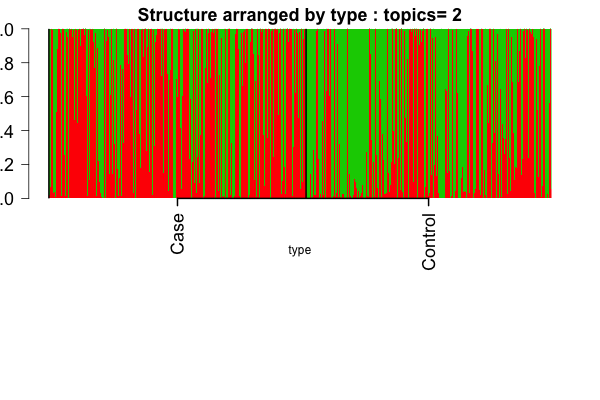 Structure arranged by type : topics= 2
.0
.8
.6
.4
.2
.0
Case
Control
type